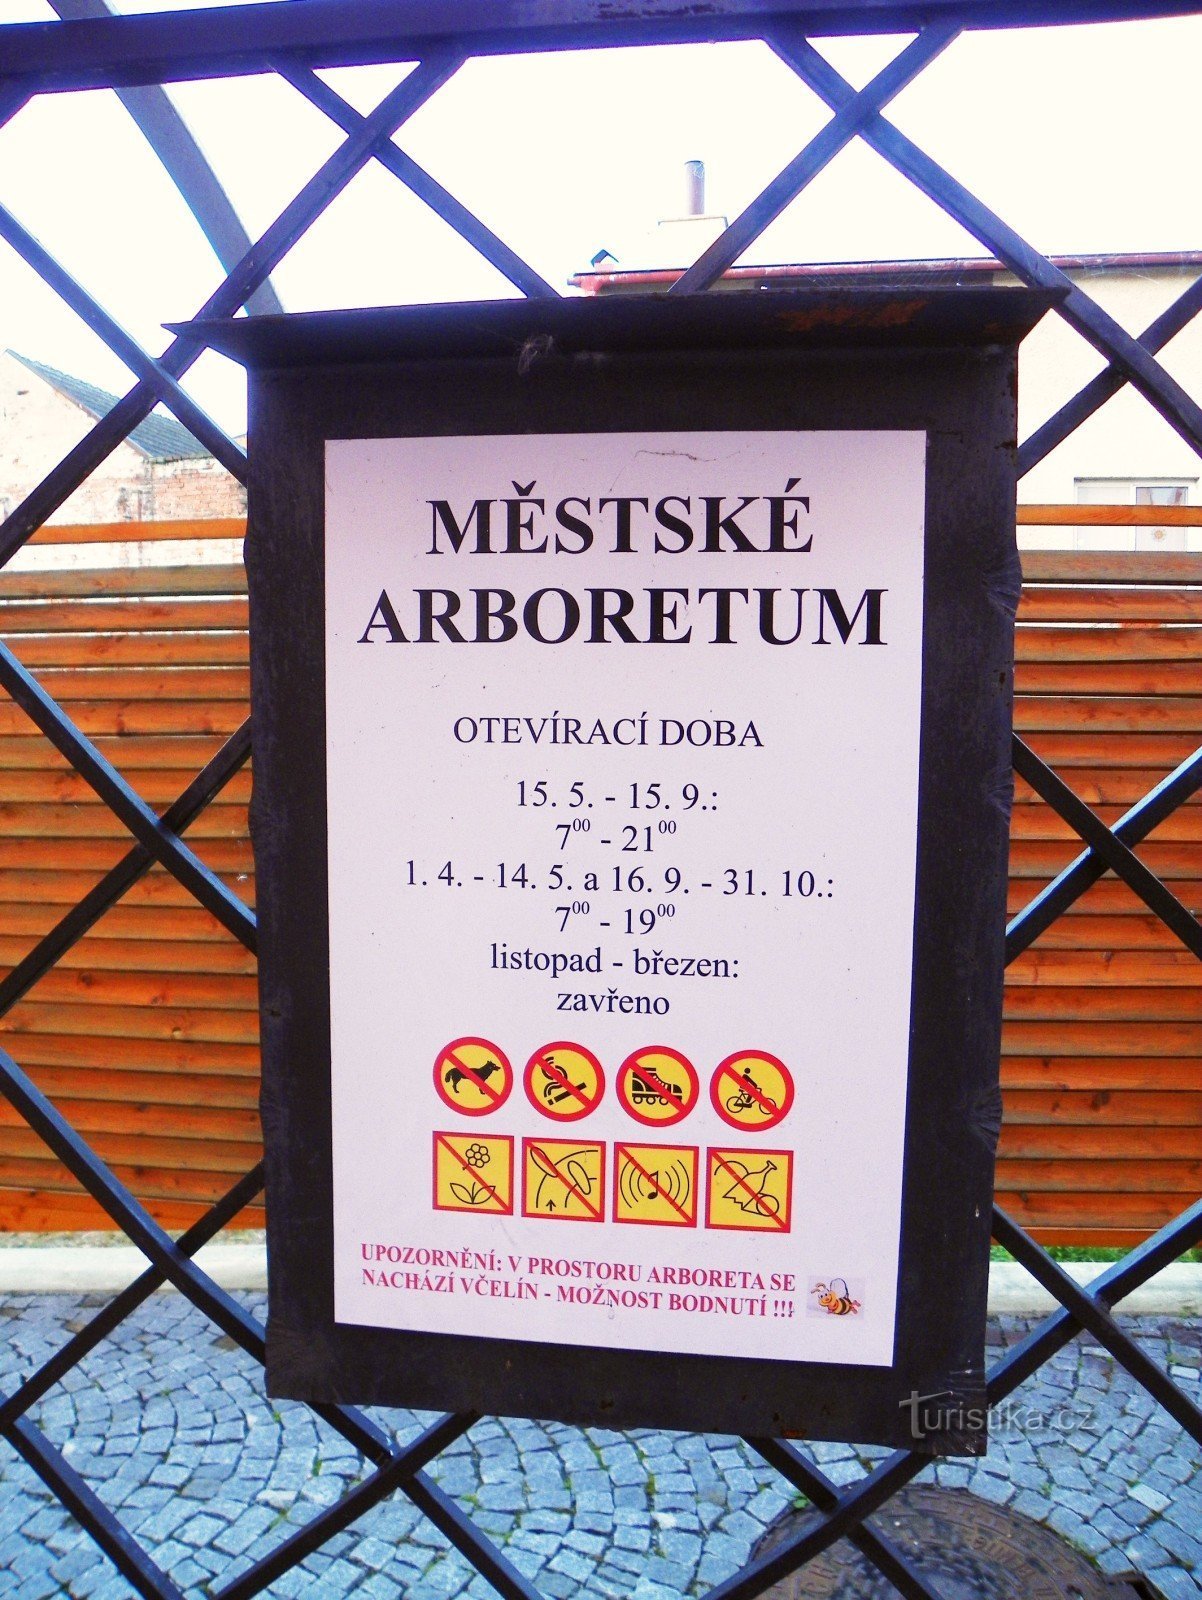 MĚSTSKÉ
ARBORETUM
OTEVÍRACÍ DOBA
15. 5. - 15. 9.:
7⁰⁰ - 21⁰⁰
1. 4. - 14. 5. a 16. 9. - 31. 10.:
7⁰⁰ - 19⁰⁰
listopad - březen:
zavřeno
UPOZORNĚNÍ: V PROSTORU ARBORETA SE
NACHÁZÍ VČELÍN - MOŽNOST BODNUTÍ !!!
Turistika.cz